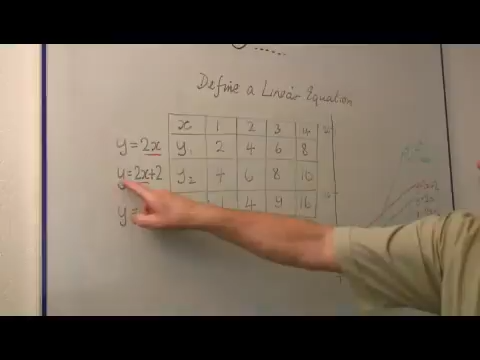 Define a Linear Equation
x 1 2 3 4
y = 2x y₁ 2 4 6 8
y = 2x+2 y₂ 4 6 8 10
y = 1 4 9 16